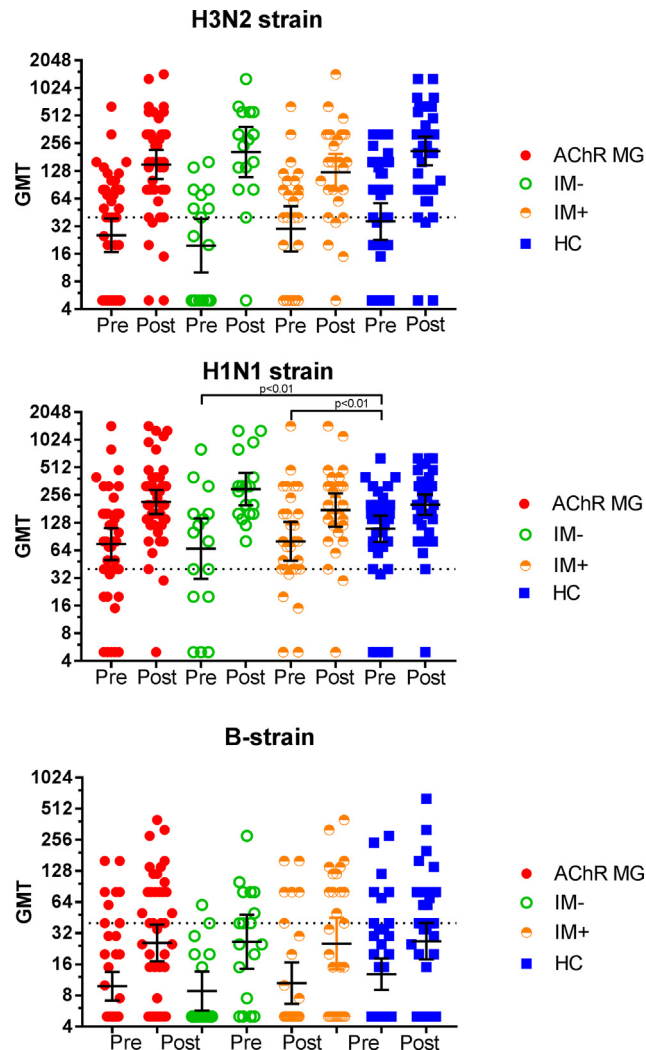 H3N2 strain
GMT
2048
1024
512
256
128
64
32
16
8
4
Pre Post Pre Post Pre Post Pre Post
AChR MG
IM-
IM+
HC
H1N1 strain
p<0.01
p<0.01
GMT
2048
1024
512
256
128
64
32
16
8
4
Pre Post Pre Post Pre Post Pre Post
AChR MG
IM-
IM+
HC
B-strain
GMT
1024
512
256
128
64
32
16
8
4
Pre Post Pre Post Pre Post Pre Post
AChR MG
IM-
IM+
HC